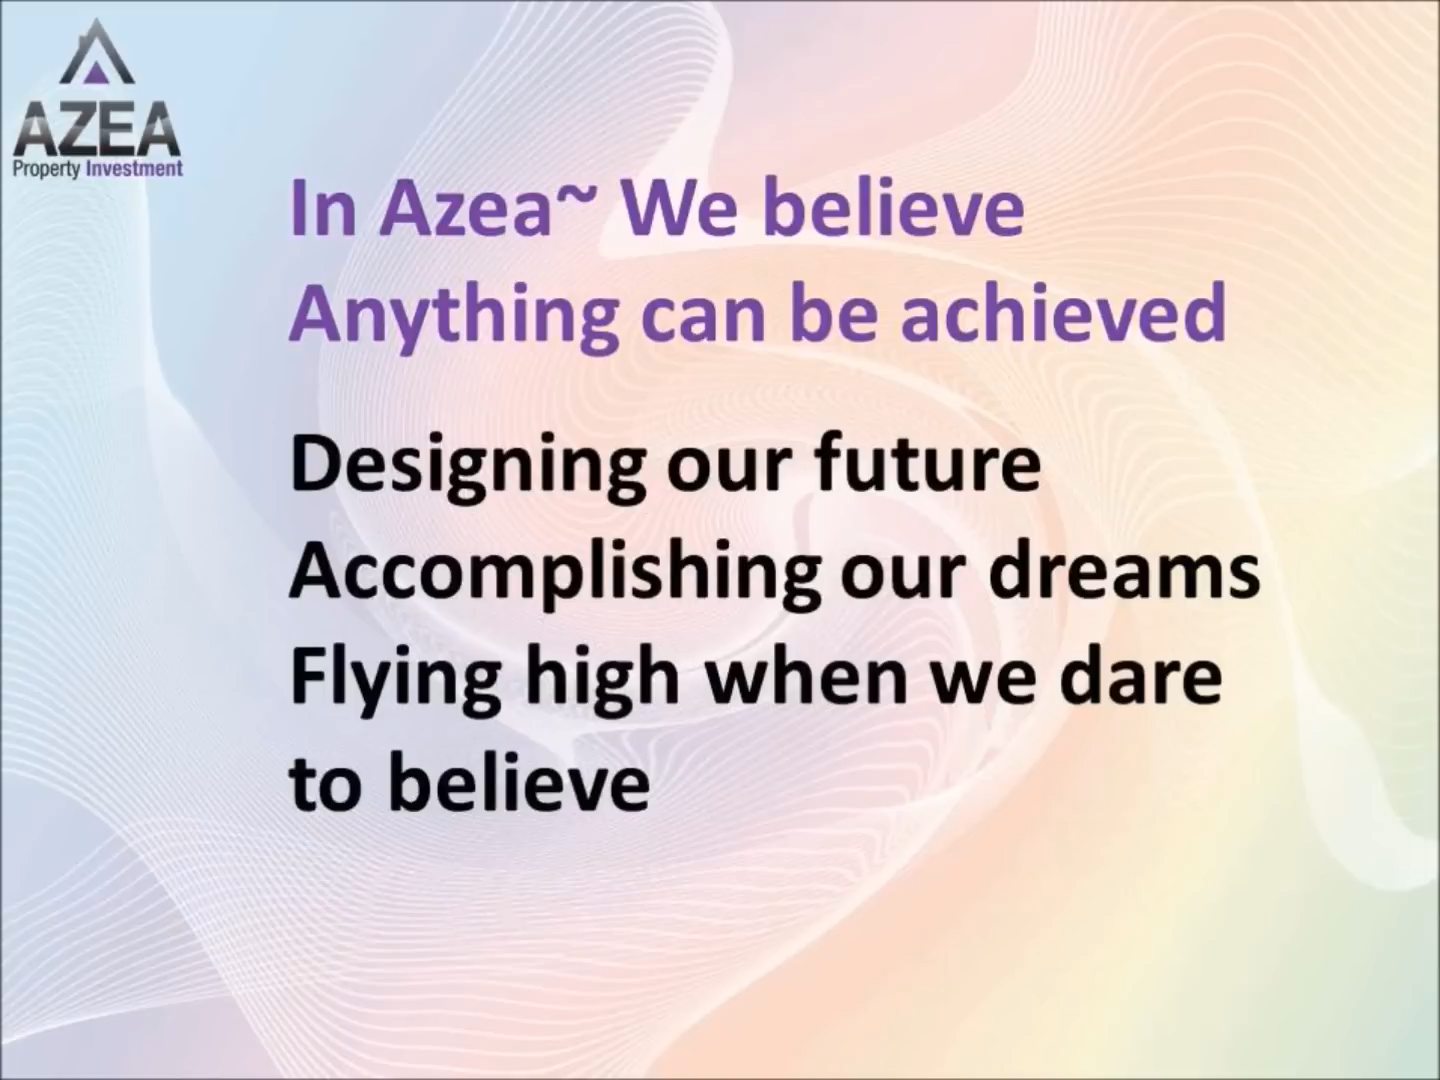 AZEA
Property Investment
In Azea~ We believe
Anything can be achieved
Designing our future
Accomplishing our dreams
Flying high when we dare
to believe